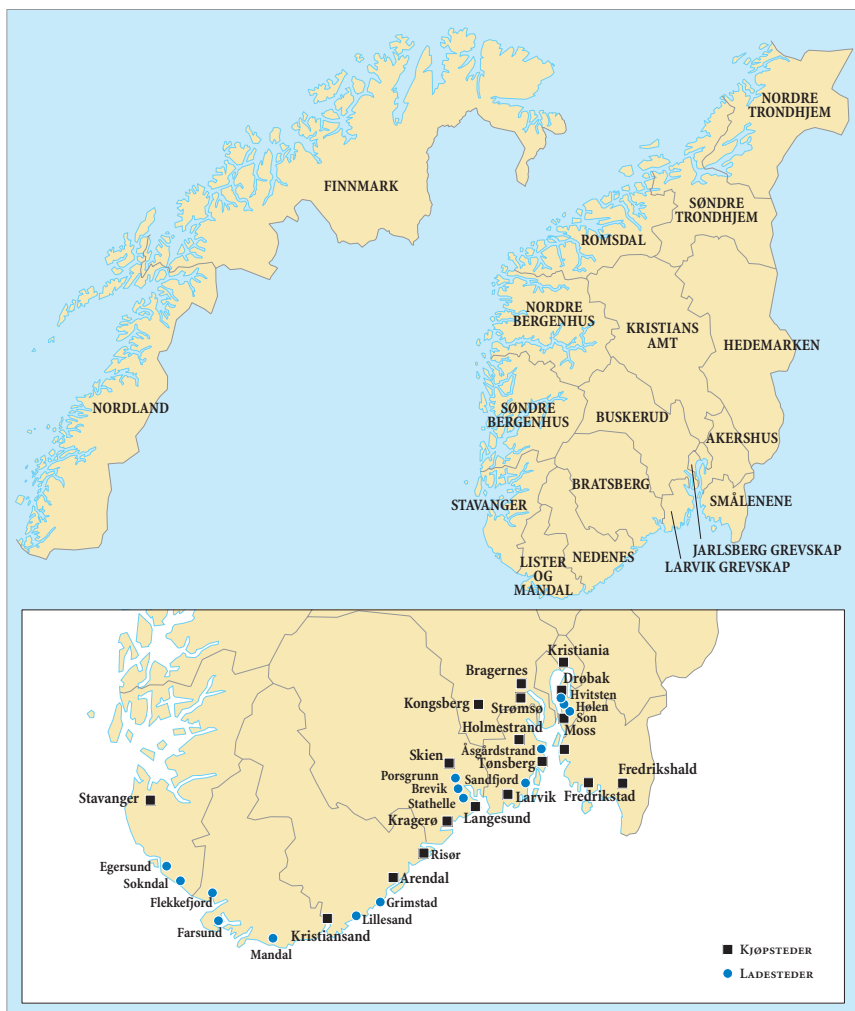 NORDRE
TRONDHJEM
FINNMARK
SØNDRE
TRONDHJEM
ROMSDAL
NORDRE
BERGENHUS
KRISTIANS
AMT
HEDEMARKEN
NORDLAND
SØNDRE
BERGENHUS
BUSKERUD
AKERSHUS
BRATSBERG
STAVANGER
SMÅLENENE
JARLSBERG GREVSKAP
LARVIK GREVSKAP
NEDENES
LISTER
OG
MANDAL
Kristiania
Bragernes
Drøbak
Hvitsten
Kongsberg
Strømsø
Hølen
Son
Moss
Holmestrand
Åsgårdstrand
Skien
Tønsberg
Porsgrunn
Sandfjord
Brevik
Stathelle
Fredrikshald
Stavanger
Larvik
Fredrikstad
Langesund
Kragerø
Risør
Egersund
Sokndal
Arendal
Flekkefjord
Grimstad
Lillesand
Farsund
Kristiansand
Mandal
KJØPSTEDER
LADESTEDER